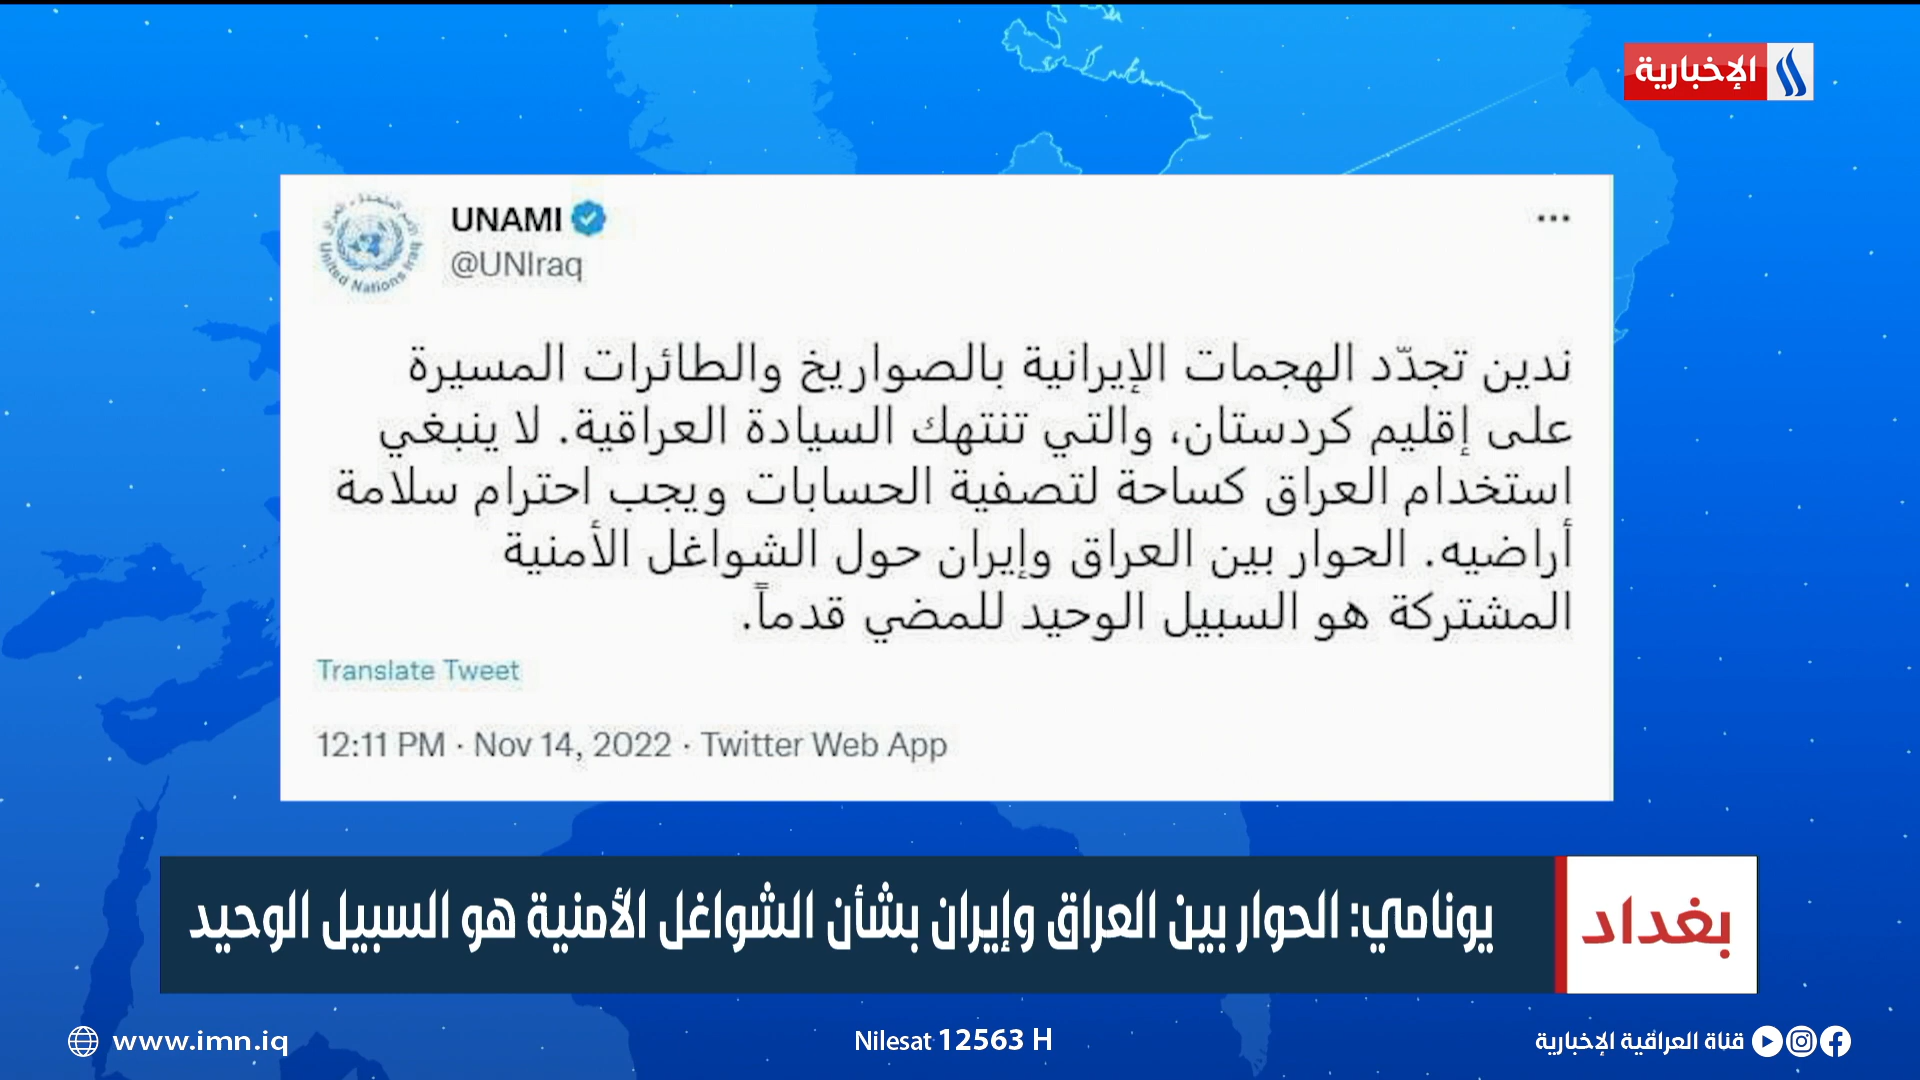 الإخبارية
UNAMI
@UNIraq
ندين تجدّد الهجمات الإيرانية بالصواريخ والطائرات المسيرة
على إقليم كردستان، والتي تنتهك السيادة العراقية. لا ينبغي
استخدام العراق كساحة لتصفية الحسابات ويجب احترام سلامة
أراضيه. الحوار بين العراق وإيران حول الشواغل الأمنية
المشتركة هو السبيل الوحيد للمضي قدماً.
Translate Tweet
12:11 PM · Nov 14, 2022 · Twitter Web App
بغداد
يونامي: الحوار بين العراق وإيران بشأن الشواغل الأمنية هو السبيل الوحيد
www.imn.iq
Nilesat 12563 H
قناة العراقية الإخبارية
United Nations Iraq